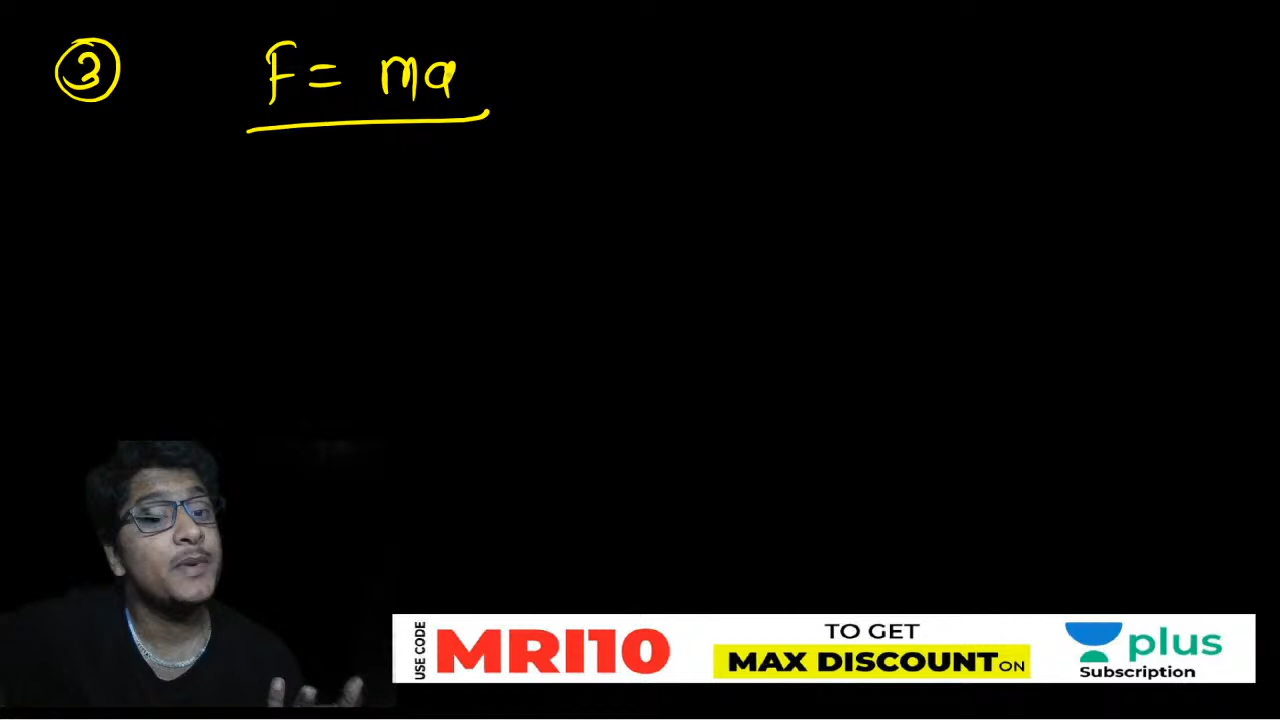 3 F = ma
USE CODE MRI10 TO GET MAX DISCOUNT ON plus Subscription